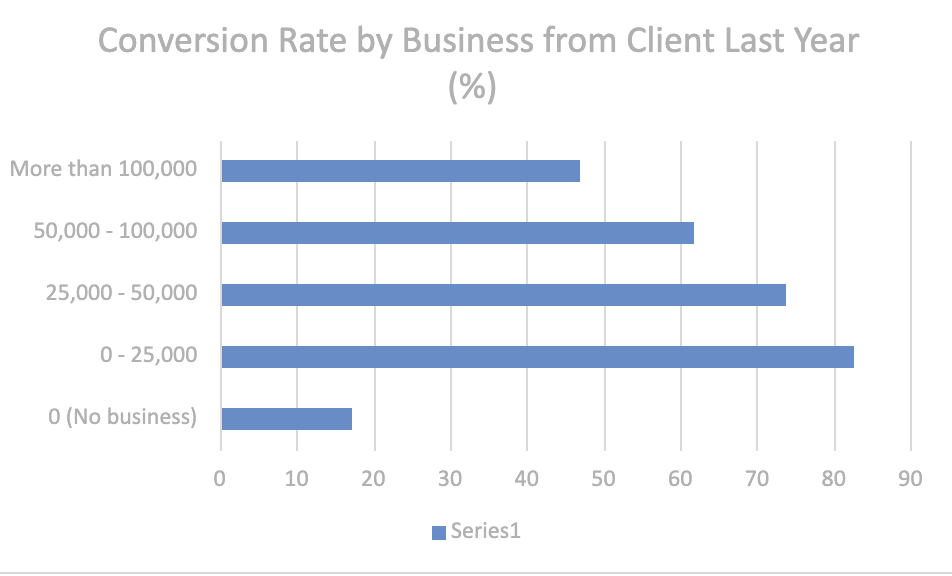 Conversion Rate by Business from Client Last Year
(%)
More than 100,000
50,000 - 100,000
25,000 - 50,000
0 - 25,000
0 (No business)
0 10 20 30 40 50 60 70 80 90
Series1